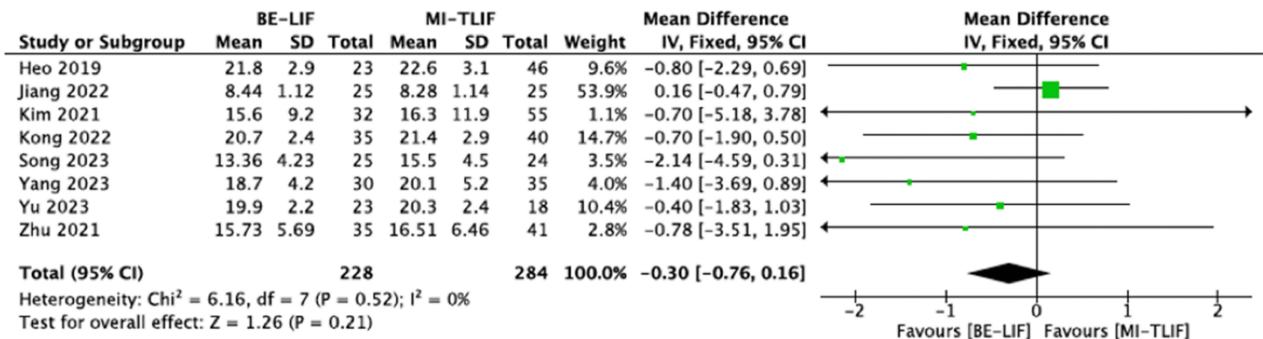 BE-LIF MI-TLIF Mean Difference Mean Difference
Study or Subgroup Mean SD Total Mean SD Total Weight IV, Fixed, 95% CI IV, Fixed, 95% CI
Heo 2019 21.8 2.9 23 22.6 3.1 46 9.6% -0.80 [-2.29, 0.69]
Jiang 2022 8.44 1.12 25 8.28 1.14 25 53.9% 0.16 [-0.47, 0.79]
Kim 2021 15.6 9.2 32 16.3 11.9 55 1.1% -0.70 [-5.18, 3.78]
Kong 2022 20.7 2.4 35 21.4 2.9 40 14.7% -0.70 [-1.90, 0.50]
Song 2023 13.36 4.23 25 15.5 4.5 24 3.5% -2.14 [-4.59, 0.31]
Yang 2023 18.7 4.2 30 20.1 5.2 35 4.0% -1.40 [-3.69, 0.89]
Yu 2023 19.9 2.2 23 20.3 2.4 18 10.4% -0.40 [-1.83, 1.03]
Zhu 2021 15.73 5.69 35 16.51 6.46 41 2.8% -0.78 [-3.51, 1.95]
Total (95% CI) 228 284 100.0% -0.30 [-0.76, 0.16]
Heterogeneity: Chi² = 6.16, df = 7 (P = 0.52); I² = 0%
Test for overall effect: Z = 1.26 (P = 0.21)
-2 -1 0 1 2
Favours [BE-LIF] Favours [MI-TLIF]